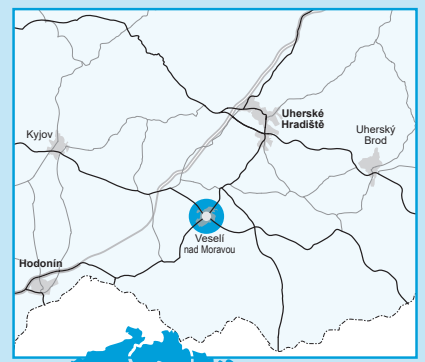 Uherské
Hradiště
Uherský
Brod
Kyjov
Veselí
nad Moravou
Hodonín